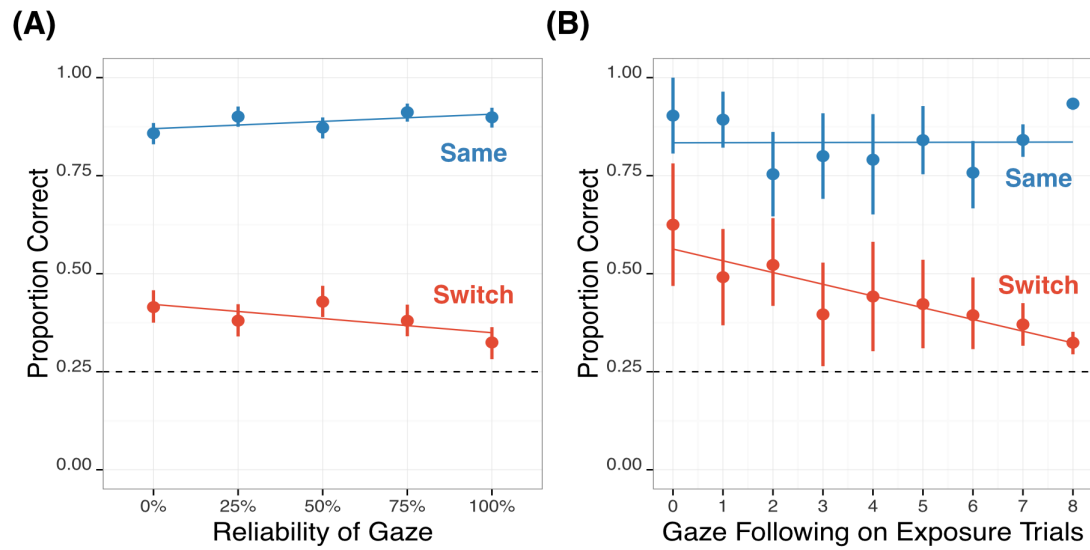 (A)
Proportion Correct
1.00
0.75
0.50
0.25
0.00
Same
Switch
0% 25% 50% 75% 100%
Reliability of Gaze
(B)
Proportion Correct
1.00
0.75
0.50
0.25
0.00
Same
Switch
0 1 2 3 4 5 6 7 8
Gaze Following on Exposure Trials